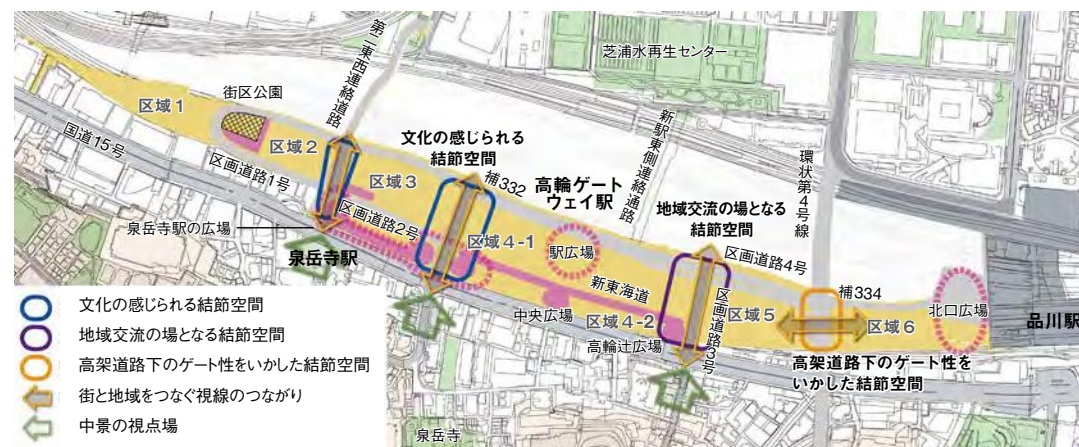 芝浦水再生センター
第二東西連絡道路
街区公園
区域1
国道15号
区域2
区画道路1号
文化の感じられる
結節空間
新駅東側連絡通路
環状第4号線
補332
区域3
高輪ゲート
ウェイ駅
地域交流の場となる
結節空間
泉岳寺駅の広場
区画道路2号
泉岳寺駅
区域4-1
駅広場
区画道路4号
新東海道
中央広場
区域4-2
区画道路3号
区域5
補334
区域6
北口広場
品川駅
高輪辻広場
高架道路下のゲート性を
いかした結節空間
泉岳寺
文化の感じられる結節空間
地域交流の場となる結節空間
高架道路下のゲート性をいかした結節空間
街と地域をつなぐ視線のつながり
中景の視点場